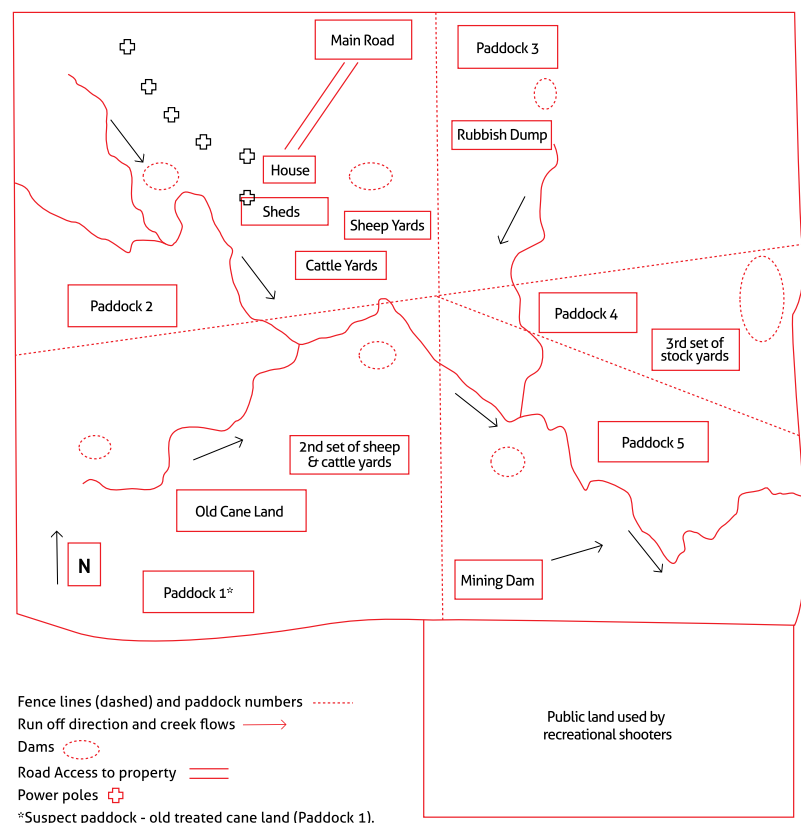 Main Road
Paddock 3
Rubbish Dump
House
Sheds
Sheep Yards
Cattle Yards
Paddock 2
Paddock 4
3rd set of
stock yards
Paddock 5
2nd set of sheep
& cattle yards
Old Cane Land
N
Paddock 1*
Mining Dam
Public land used by
recreational shooters
Fence lines (dashed) and paddock numbers
Run off direction and creek flows
Dams
Road Access to property
Power poles
*Suspect paddock - old treated cane land (Paddock 1).